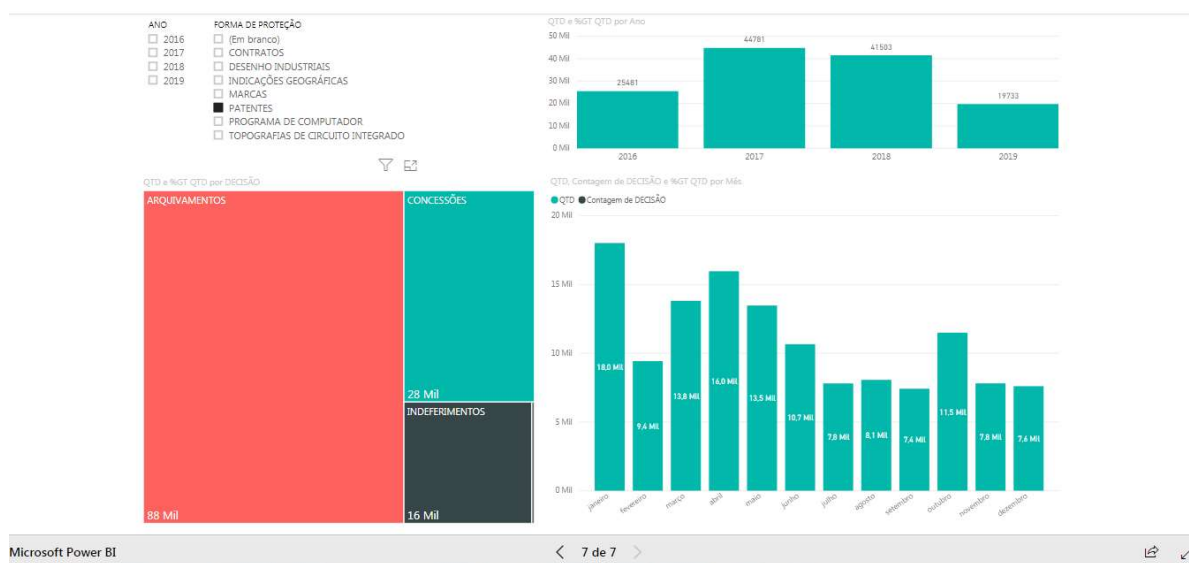 ANO
2016
2017
2018
2019
FORMA DE PROTEÇÃO
(Em branco)
CONTRATOS
DESENHO INDUSTRIAIS
INDICAÇÕES GEOGRÁFICAS
MARCAS
PATENTES
PROGRAMA DE COMPUTADOR
TOPOGRAFIAS DE CIRCUITO INTEGRADO
QTD e %GT QTD por Ano
50 Mil
40 Mil
30 Mil
20 Mil
10 Mil
0 Mil
25481
44781
41503
19733
2016
2017
2018
2019
QTD e %GT QTD por DECISÃO
ARQUIVAMENTOS
88 Mil
CONCESSÕES
28 Mil
INDEFERIMENTOS
16 Mil
QTD, Contagem de DECISÃO e %GT QTD por Mês
QTD
Contagem de DECISÃO
20 Mil
15 Mil
10 Mil
5 Mil
0 Mil
18,0 Mil
9,4 Mil
13,8 Mil
16,0 Mil
13,5 Mil
10,7 Mil
7,8 Mil
8,1 Mil
7,4 Mil
11,5 Mil
7,8 Mil
7,6 Mil
janeiro
fevereiro
março
abril
maio
junho
julho
agosto
setembro
outubro
novembro
dezembro
Microsoft Power BI
7 de 7